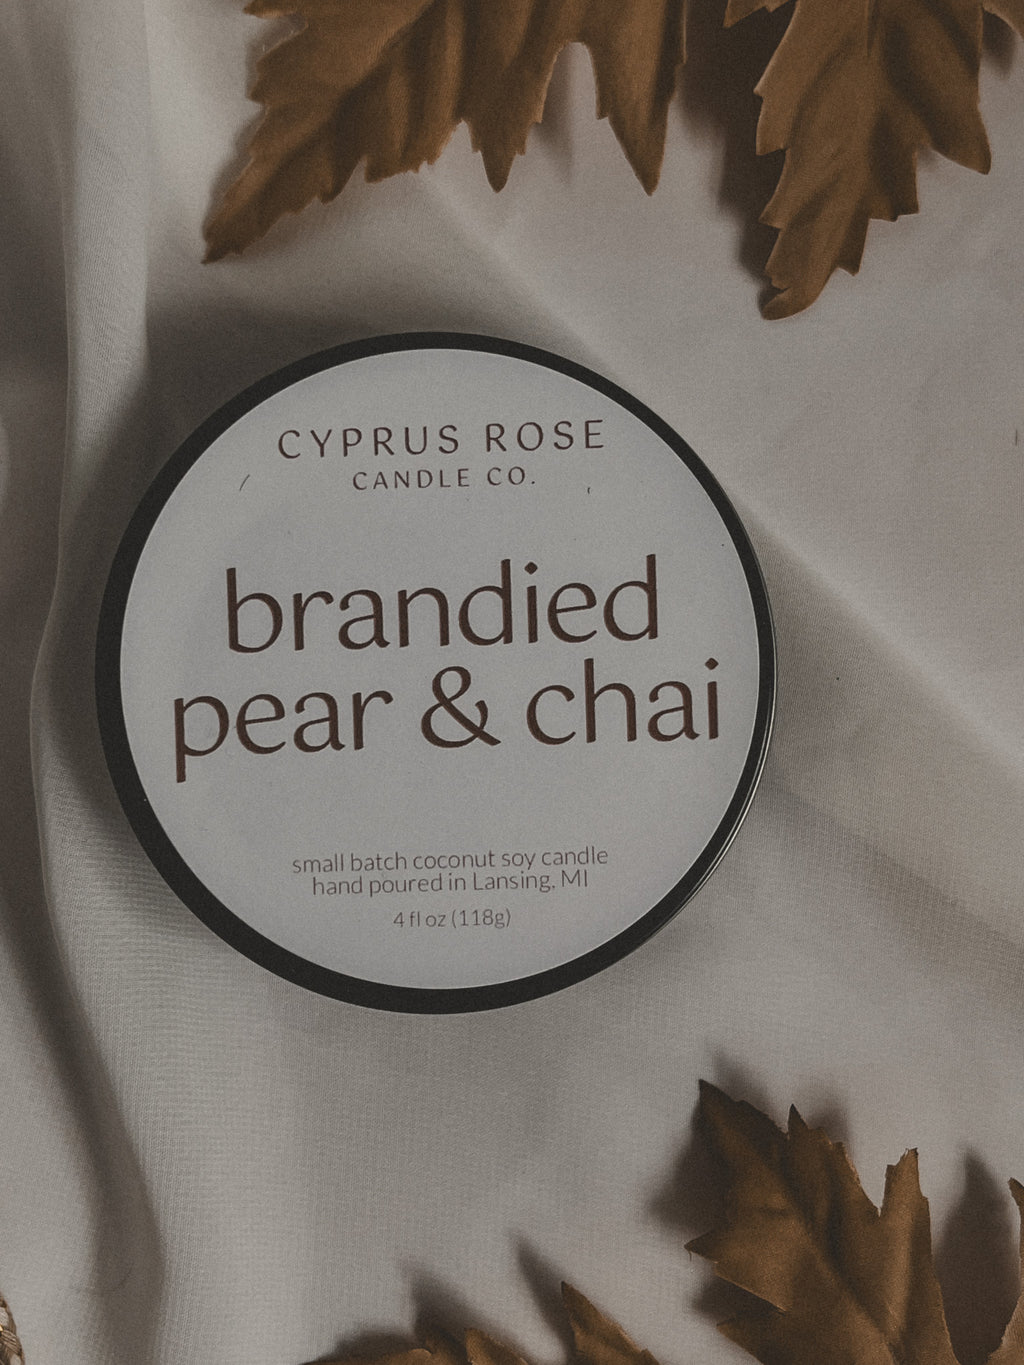 CYPRUS ROSE
CANDLE CO.
brandied
pear & chai
small batch coconut soy candle
hand poured in Lansing, MI
4 fl oz (118g)